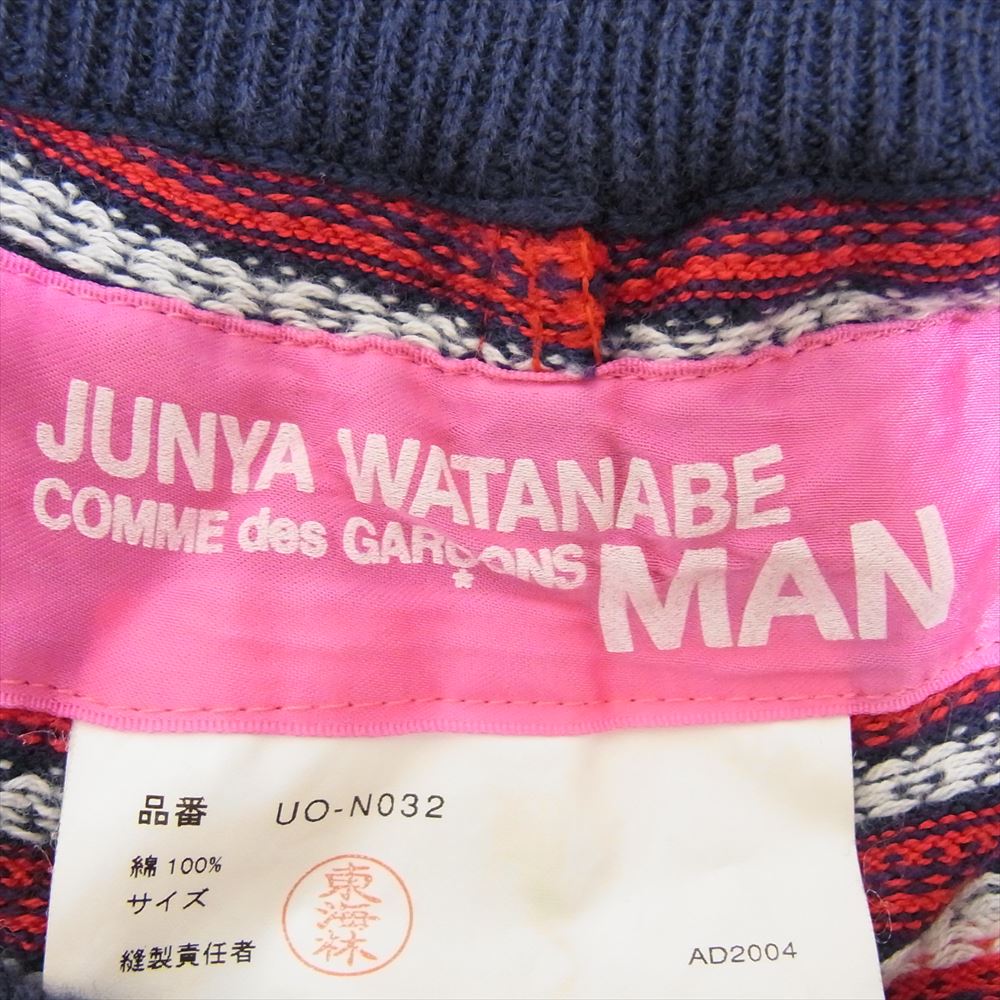 JUNYA WATANABE
COMME des GARÇONS MAN
*
品番 UO-N032
綿 100%
サイズ
縫製責任者
東海林
AD2004